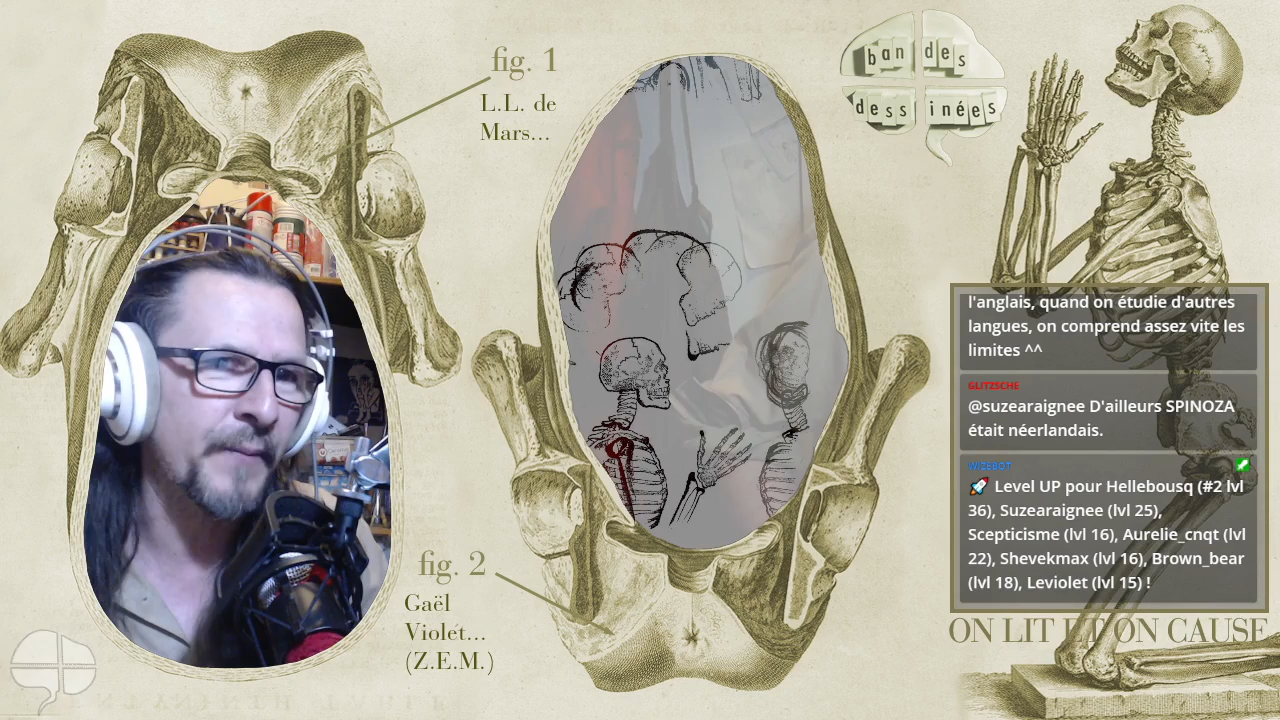 fig. 1
L.L. de
Mars...
ban des
dess inées
l'anglais, quand on étudie d'autres
langues, on comprend assez vite les
limites ^^
GLITZSCHE
@suzearaignee D'ailleurs SPINOZA
était néerlandais.
WIZEBOT
🚀 Level UP pour Hellebousq (#2 lvl
36), Suzearaignee (lvl 25),
Scepticisme (lvl 16), Aurelie_cnqt (lvl
22), Shevekmax (lvl 16), Brown_bear
(lvl 18), Leviolet (lvl 15) !
fig. 2
Gaël
Violet...
(Z.E.M.)
ON LIT ET ON CAUSE